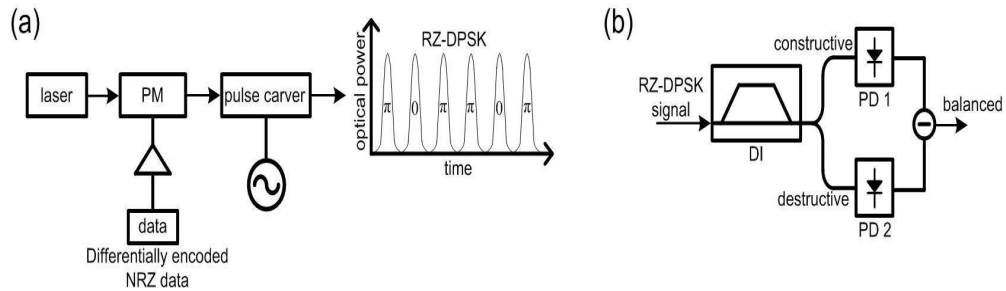 (a)
laser
PM
pulse carver
data
Differentially encoded
NRZ data
optical power
RZ-DPSK
π 0 π π 0 π
time
(b)
RZ-DPSK
signal
DI
constructive
destructive
PD 1
PD 2
balanced